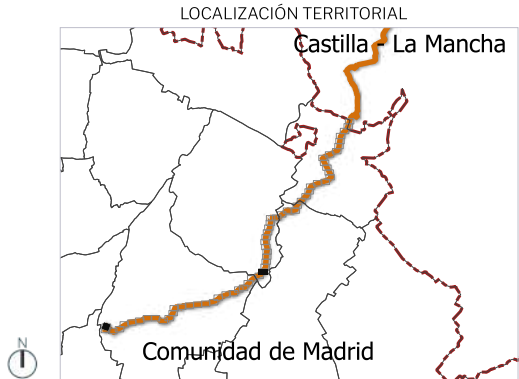 LOCALIZACIÓN TERRITORIAL
Castilla - La Mancha
Comunidad de Madrid
N